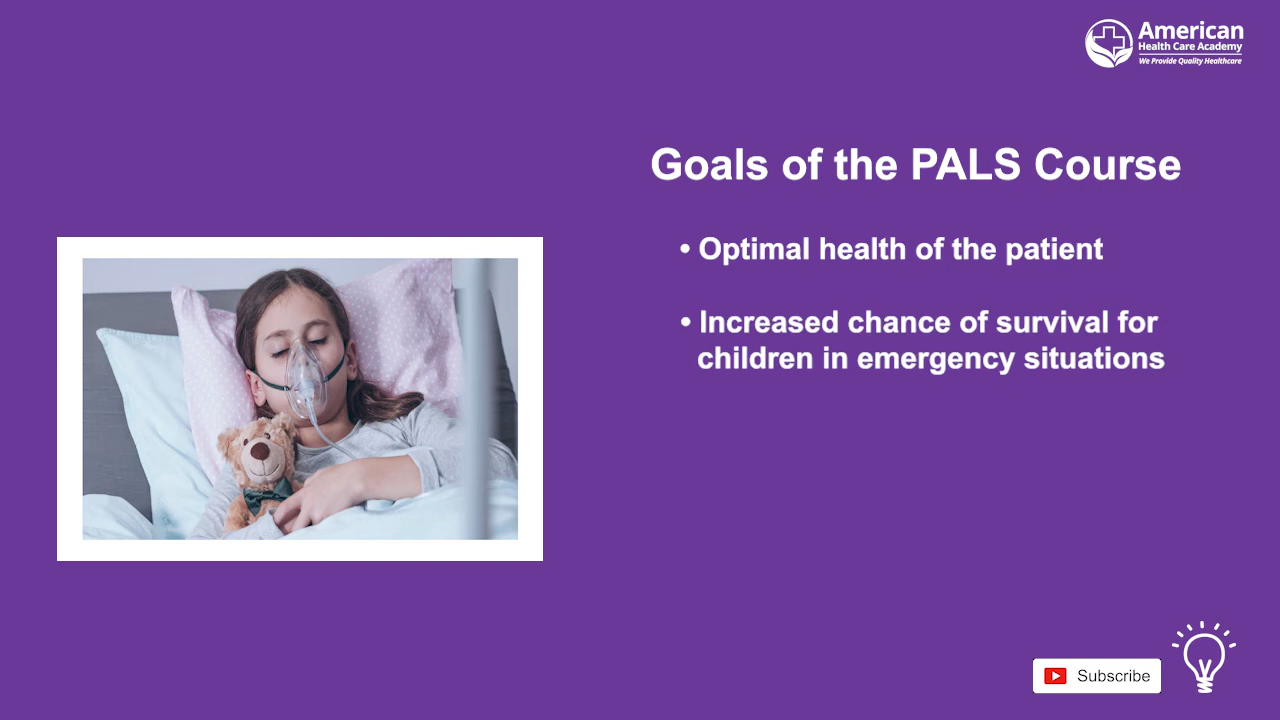 American
Health Care Academy
We Provide Quality Healthcare
Goals of the PALS Course
• Optimal health of the patient
• Increased chance of survival for
children in emergency situations
Subscribe